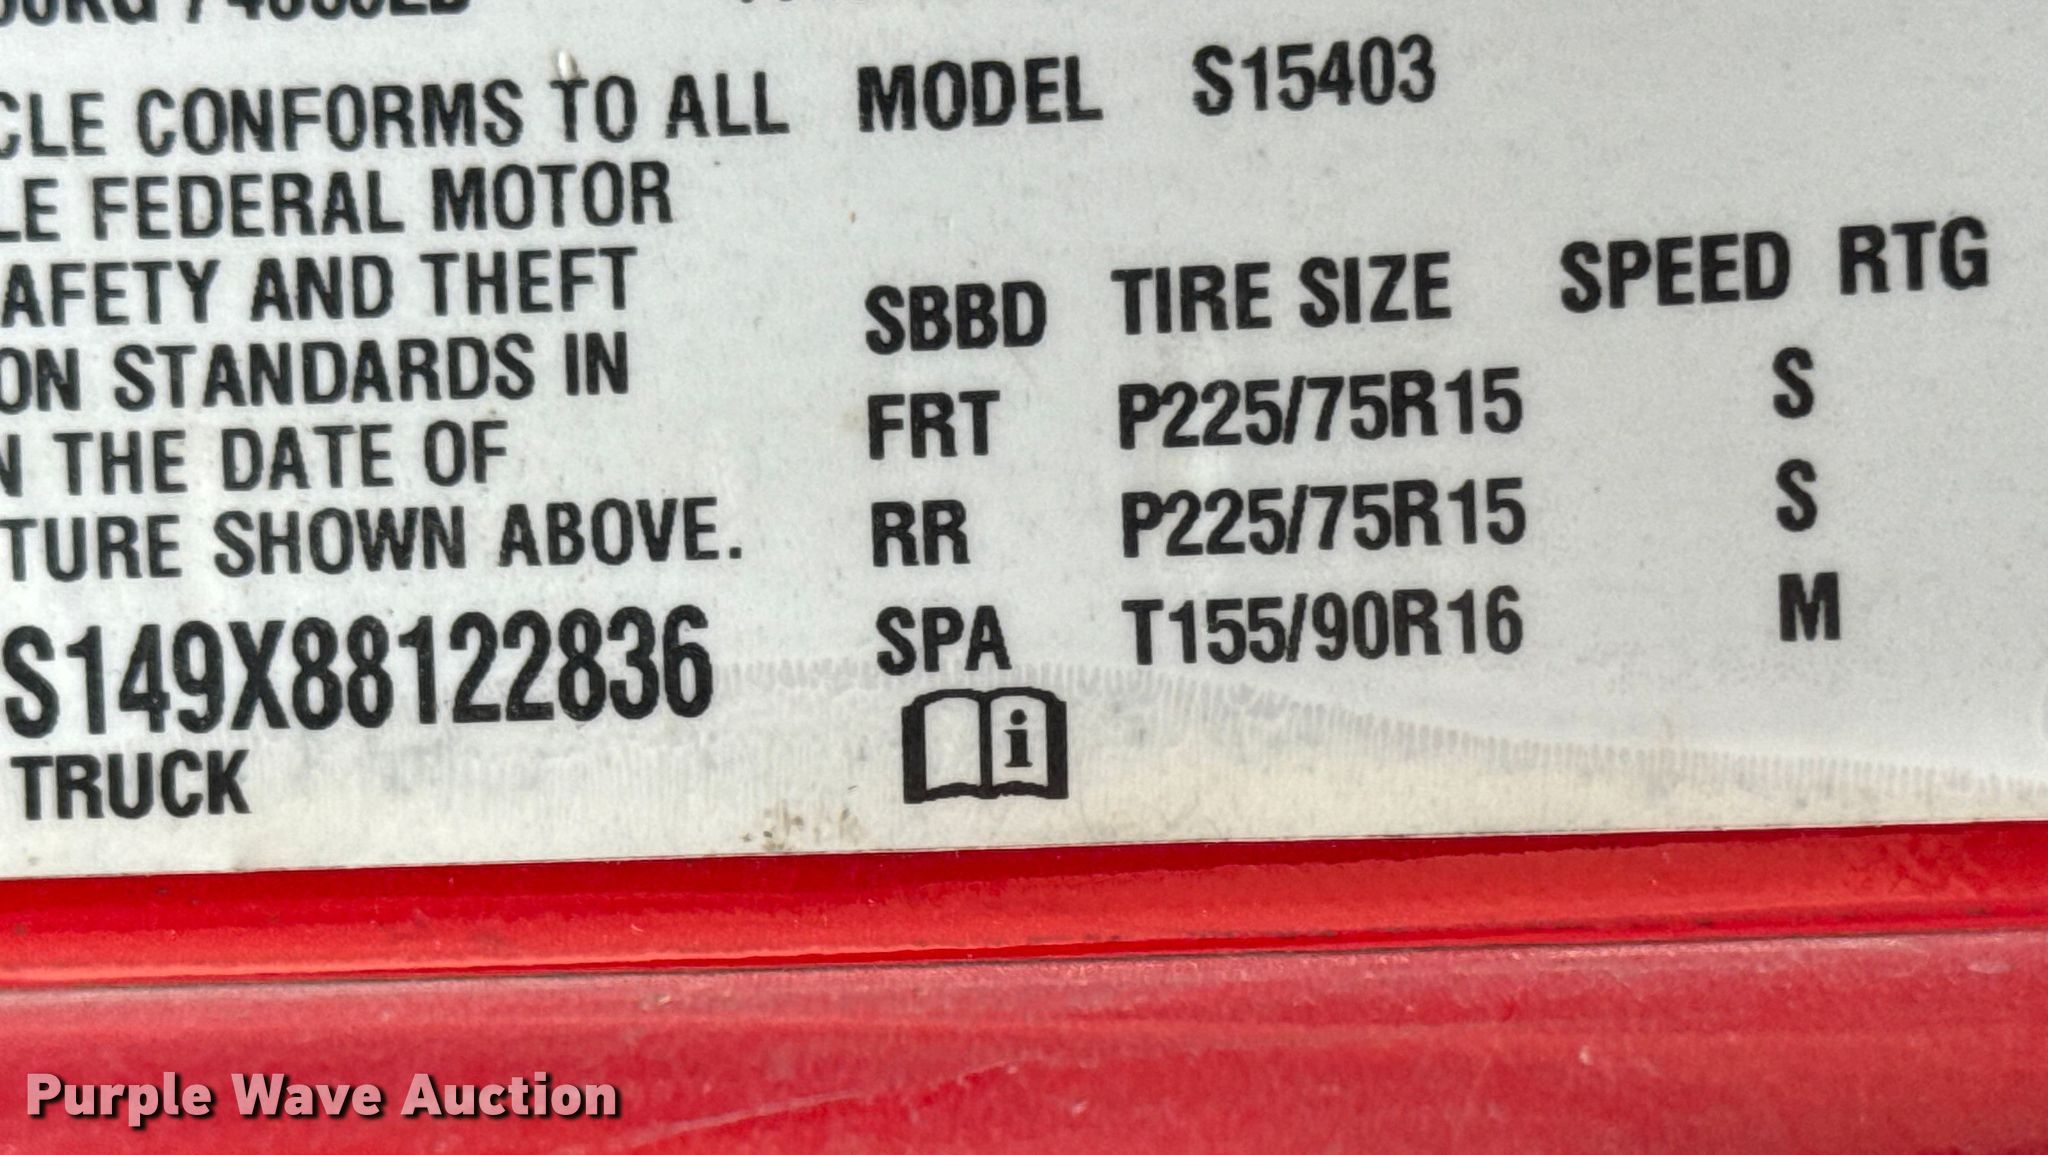 CLE CONFORMS TO ALL
LE FEDERAL MOTOR
AFETY AND THEFT
ON STANDARDS IN
N THE DATE OF
TURE SHOWN ABOVE.
S149X88122836
TRUCK
MODEL S15403
SBBD TIRE SIZE SPEED RTG
FRT P225/75R15 S
RR P225/75R15 S
SPA T155/90R16 M
i
Purple Wave Auction